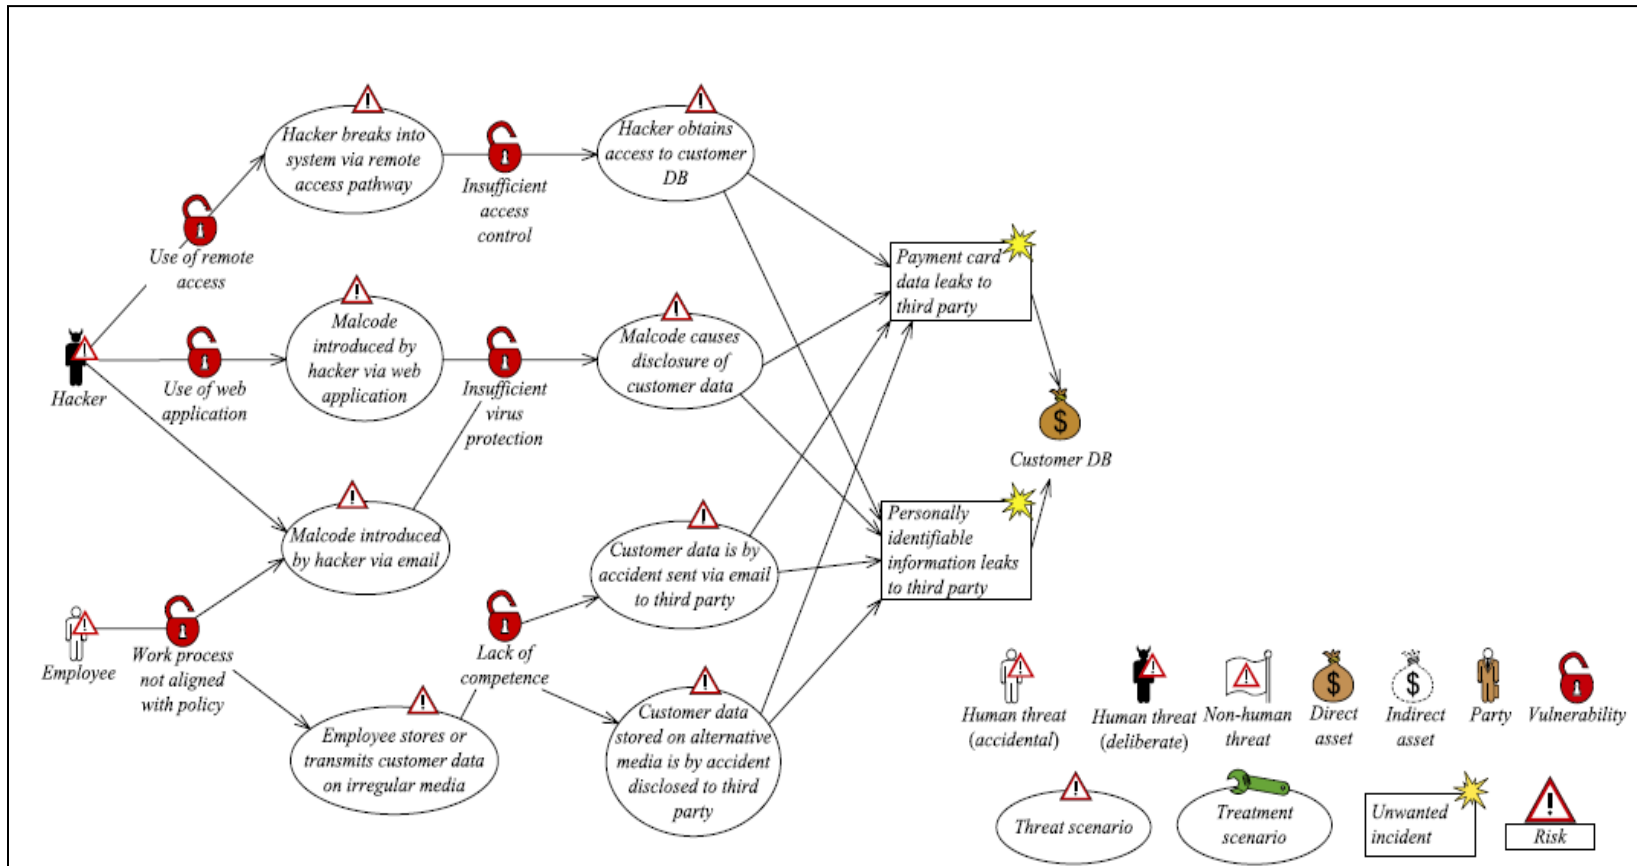 Hacker breaks into
system via remote
access pathway
Insufficient
access
control
Hacker obtains
access to customer
DB
Use of remote
access
Payment card
data leaks to
third party
Hacker
Use of web
application
Malcode
introduced by
hacker via web
application
Insufficient
virus
protection
Malcode causes
disclosure of
customer data
$
Customer DB
Malcode introduced
by hacker via email
Customer data is by
accident sent via email
to third party
Personally
identifiable
information leaks
to third party
Employee
Work process
not aligned
with policy
Lack of
competence
Employee stores or
transmits customer data
on irregular media
Customer data
stored on alternative
media is by accident
disclosed to third
party
Human threat
(accidental)
Human threat
(deliberate)
Non-human
threat
$
Direct
asset
$
Indirect
asset
Party
Vulnerability
Threat scenario
Treatment
scenario
Unwanted
incident
Risk